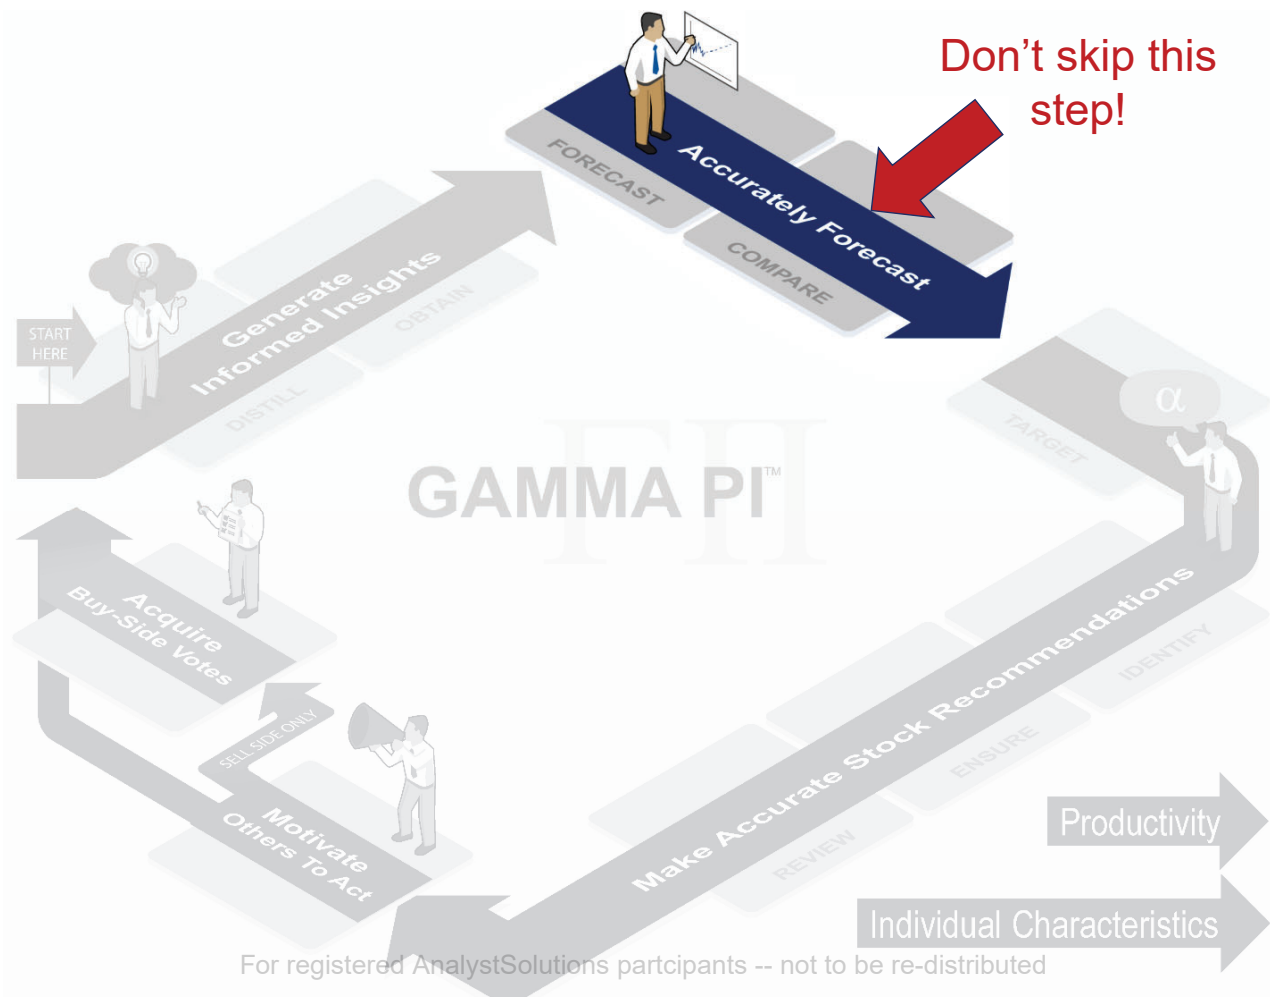 Don't skip this
step!
FORECAST
Accurately Forecast
COMPARE
START
HERE
Generate
Informed Insights
OBTAIN
DISTILL
α
TARGET
ΓΠ
GAMMA PI™
Acquire
Buy-Side Votes
SELL SIDE ONLY
Motivate
Others To Act
Make Accurate Stock Recommendations
IDENTIFY
ENSURE
REVIEW
Productivity
Individual Characteristics
For registered AnalystSolutions partcipants -- not to be re-distributed